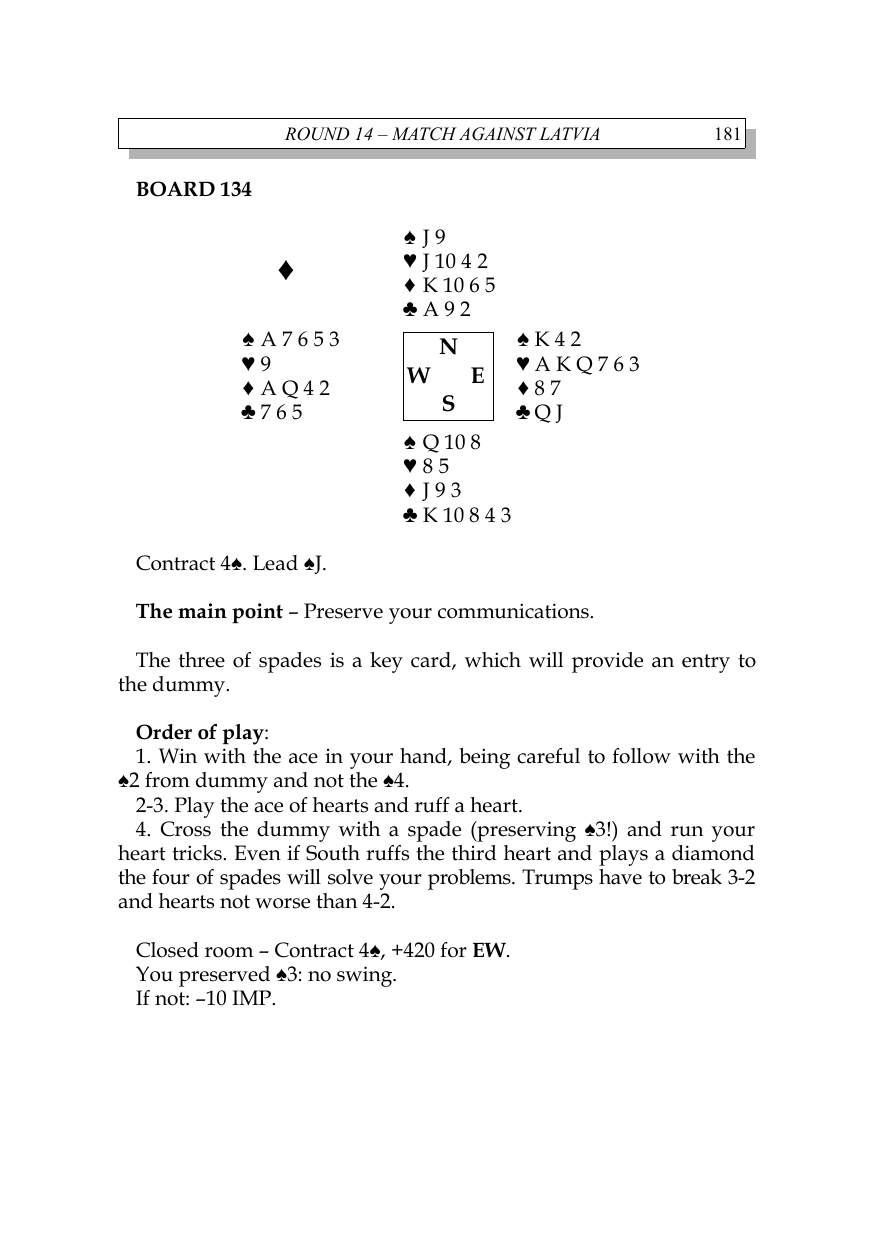 ROUND 14 – MATCH AGAINST LATVIA 181
BOARD 134
♠ J 9
♦
♥ J 10 4 2
♦ K 10 6 5
♣ A 9 2
♠ A 7 6 5 3
♥ 9
♦ A Q 4 2
♣ 7 6 5
N
W E
S
♠ K 4 2
♥ A K Q 7 6 3
♦ 8 7
♣ Q J
♠ Q 10 8
♥ 8 5
♦ J 9 3
♣ K 10 8 4 3
Contract 4♠. Lead ♠J.
The main point – Preserve your communications.
The three of spades is a key card, which will provide an entry to
the dummy.
Order of play:
1. Win with the ace in your hand, being careful to follow with the
♠2 from dummy and not the ♠4.
2-3. Play the ace of hearts and ruff a heart.
4. Cross the dummy with a spade (preserving ♠3!) and run your
heart tricks. Even if South ruffs the third heart and plays a diamond
the four of spades will solve your problems. Trumps have to break 3-2
and hearts not worse than 4-2.
Closed room – Contract 4♠, +420 for EW.
You preserved ♠3: no swing.
If not: –10 IMP.